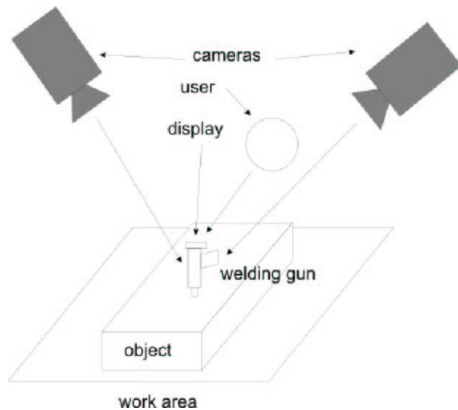 cameras
user
display
welding gun
object
work area